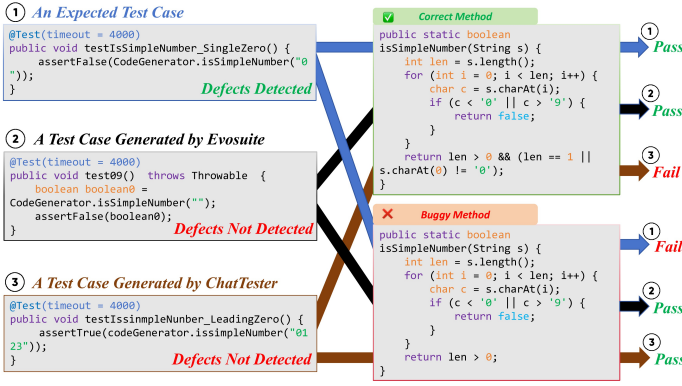 1 An Expected Test Case
@Test(timeout = 4000)
public void testIsSimpleNumber_SingleZero() {
assertFalse(CodeGenerator.isSimpleNumber("0
"));
}
Defects Detected
2 A Test Case Generated by Evosuite
@Test(timeout = 4000)
public void test09() throws Throwable {
boolean boolean0 =
CodeGenerator.isSimpleNumber("");
assertFalse(boolean0);
}
Defects Not Detected
3 A Test Case Generated by ChatTester
@Test(timeout = 4000)
public void testIssinmpleNunber_LeadingZero() {
assertTrue(codeGenerator.issimpleNumber("01
23"));
}
Defects Not Detected
Correct Method
public static boolean
isSimpleNumber(String s) {
int len = s.length();
for (int i = 0; i < len; i++) {
char c = s.charAt(i);
if (c < '0' || c > '9') {
return false;
}
}
return len > 0 && (len == 1 ||
s.charAt(0) != '0');
}
1
Pass
2
Pass
3
Fail
Buggy Method
public static boolean
isSimpleNumber(String s) {
int len = s.length();
for (int i = 0; i < len; i++) {
char c = s.charAt(i);
if (c < '0' || c > '9') {
return false;
}
}
return len > 0;
}
1
Fail
2
Pass
3
Pass